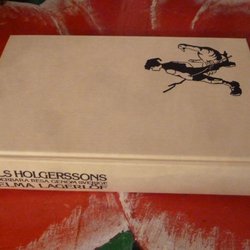 LS HOLGERSSONS
DERBARA RESA GENOM SVERIGE
ELMA LAGERLÖF